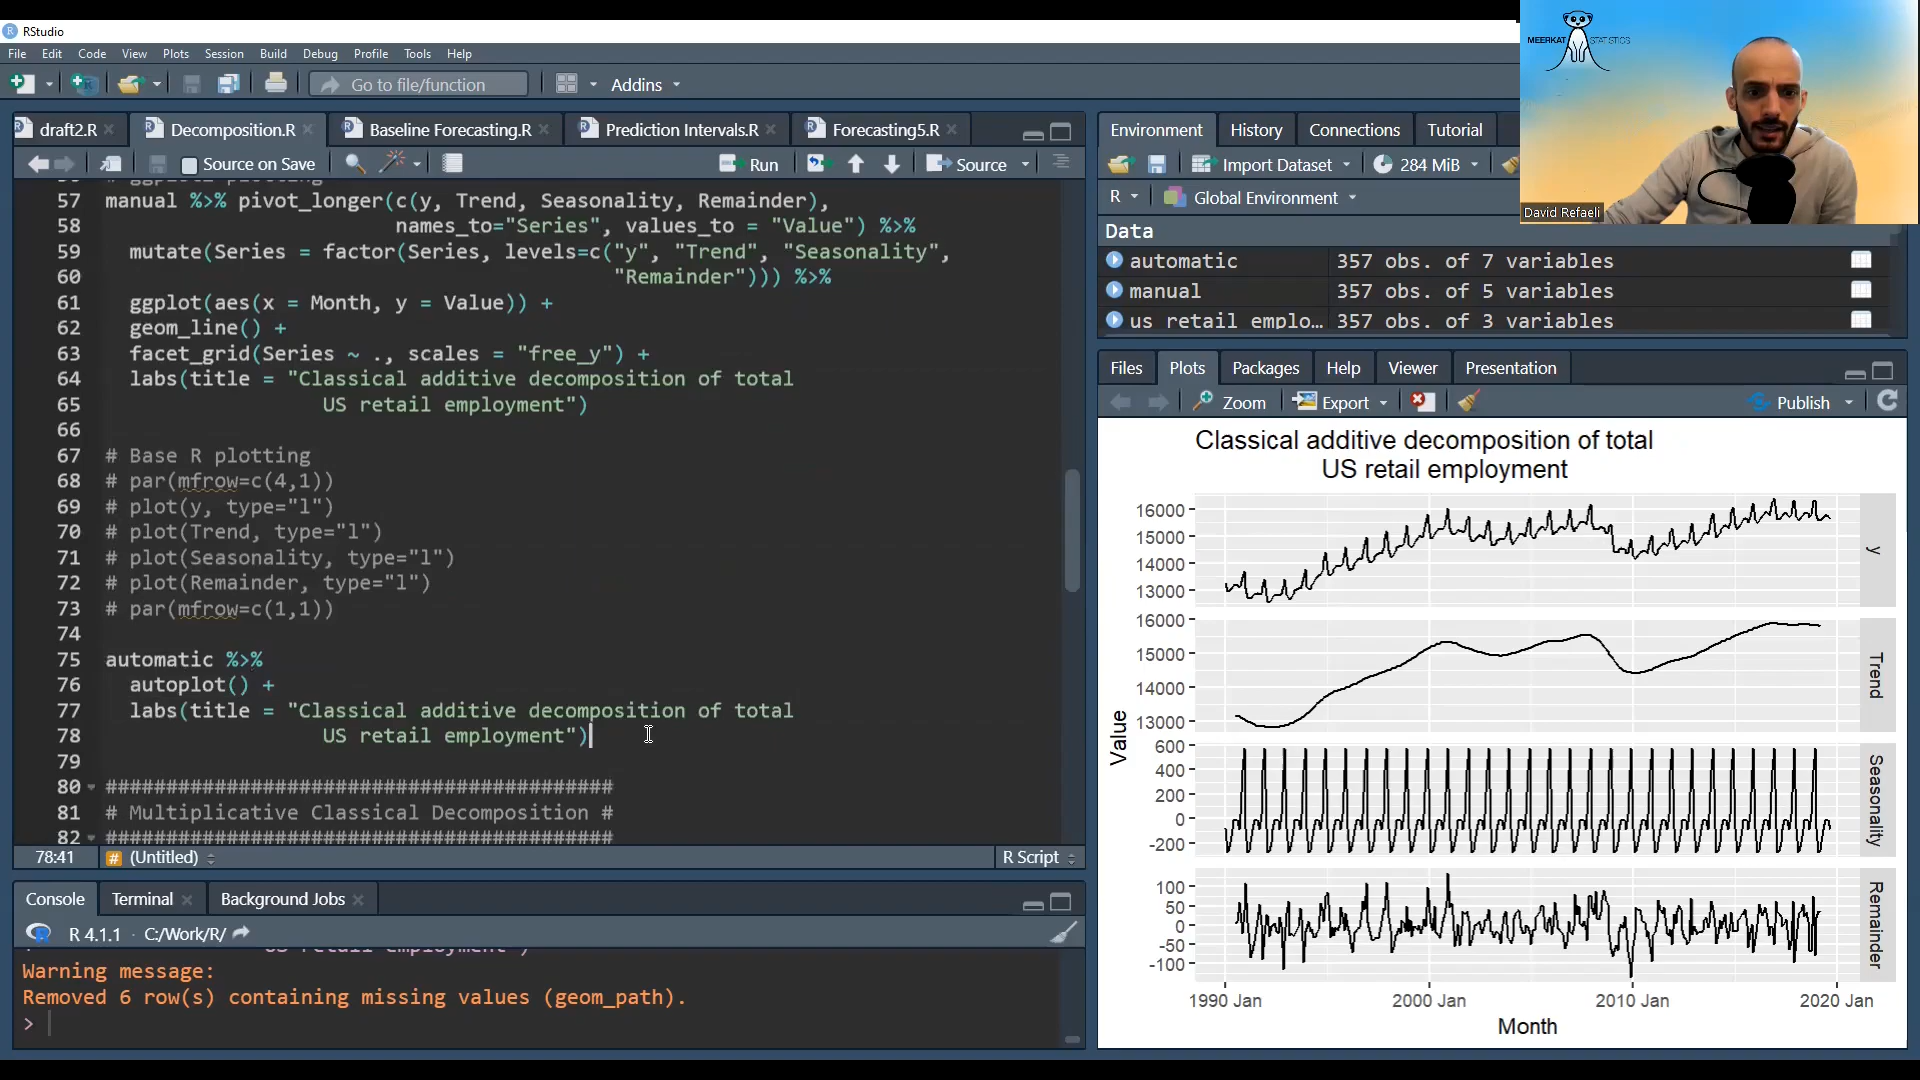 RStudio
File Edit Code View Plots Session Build Debug Profile Tools Help
Go to file/function Addins
draft2.R Decomposition.R Baseline Forecasting.R Prediction Intervals.R Forecasting5.R
Source on Save Run Source
57 manual %>% pivot_longer(c(y, Trend, Seasonality, Remainder),
58 names_to="Series", values_to = "Value") %>%
59 mutate(Series = factor(Series, levels=c("y", "Trend", "Seasonality",
60 "Remainder"))) %>%
61 ggplot(aes(x = Month, y = Value)) +
62 geom_line() +
63 facet_grid(Series ~ ., scales = "free_y") +
64 labs(title = "Classical additive decomposition of total
65 US retail employment")
66
67 # Base R plotting
68 # par(mfrow=c(4,1))
69 # plot(y, type="l")
70 # plot(Trend, type="l")
71 # plot(Seasonality, type="l")
72 # plot(Remainder, type="l")
73 # par(mfrow=c(1,1))
74
75 automatic %>%
76 autoplot() +
77 labs(title = "Classical additive decomposition of total
78 US retail employment")
79
80 ##########################################
81 # Multiplicative Classical Decomposition #
82 ##########################################
78:41 # (Untitled) R Script
Console Terminal Background Jobs
R 4.1.1 · C:/Work/R/
US retail employment")
Warning message:
Removed 6 row(s) containing missing values (geom_path).
>
MEERKAT STATISTICS
David Refaeli
Environment History Connections Tutorial
Import Dataset 284 MiB
R Global Environment
Data
automatic 357 obs. of 7 variables
manual 357 obs. of 5 variables
us_retail_emplo… 357 obs. of 3 variables
Files Plots Packages Help Viewer Presentation
Zoom Export Publish
Classical additive decomposition of total
US retail employment
16000
15000
14000
13000
y
16000
15000
14000
13000
Trend
600
400
200
0
-200
Seasonality
100
50
0
-50
-100
Remainder
Value
1990 Jan 2000 Jan 2010 Jan 2020 Jan
Month